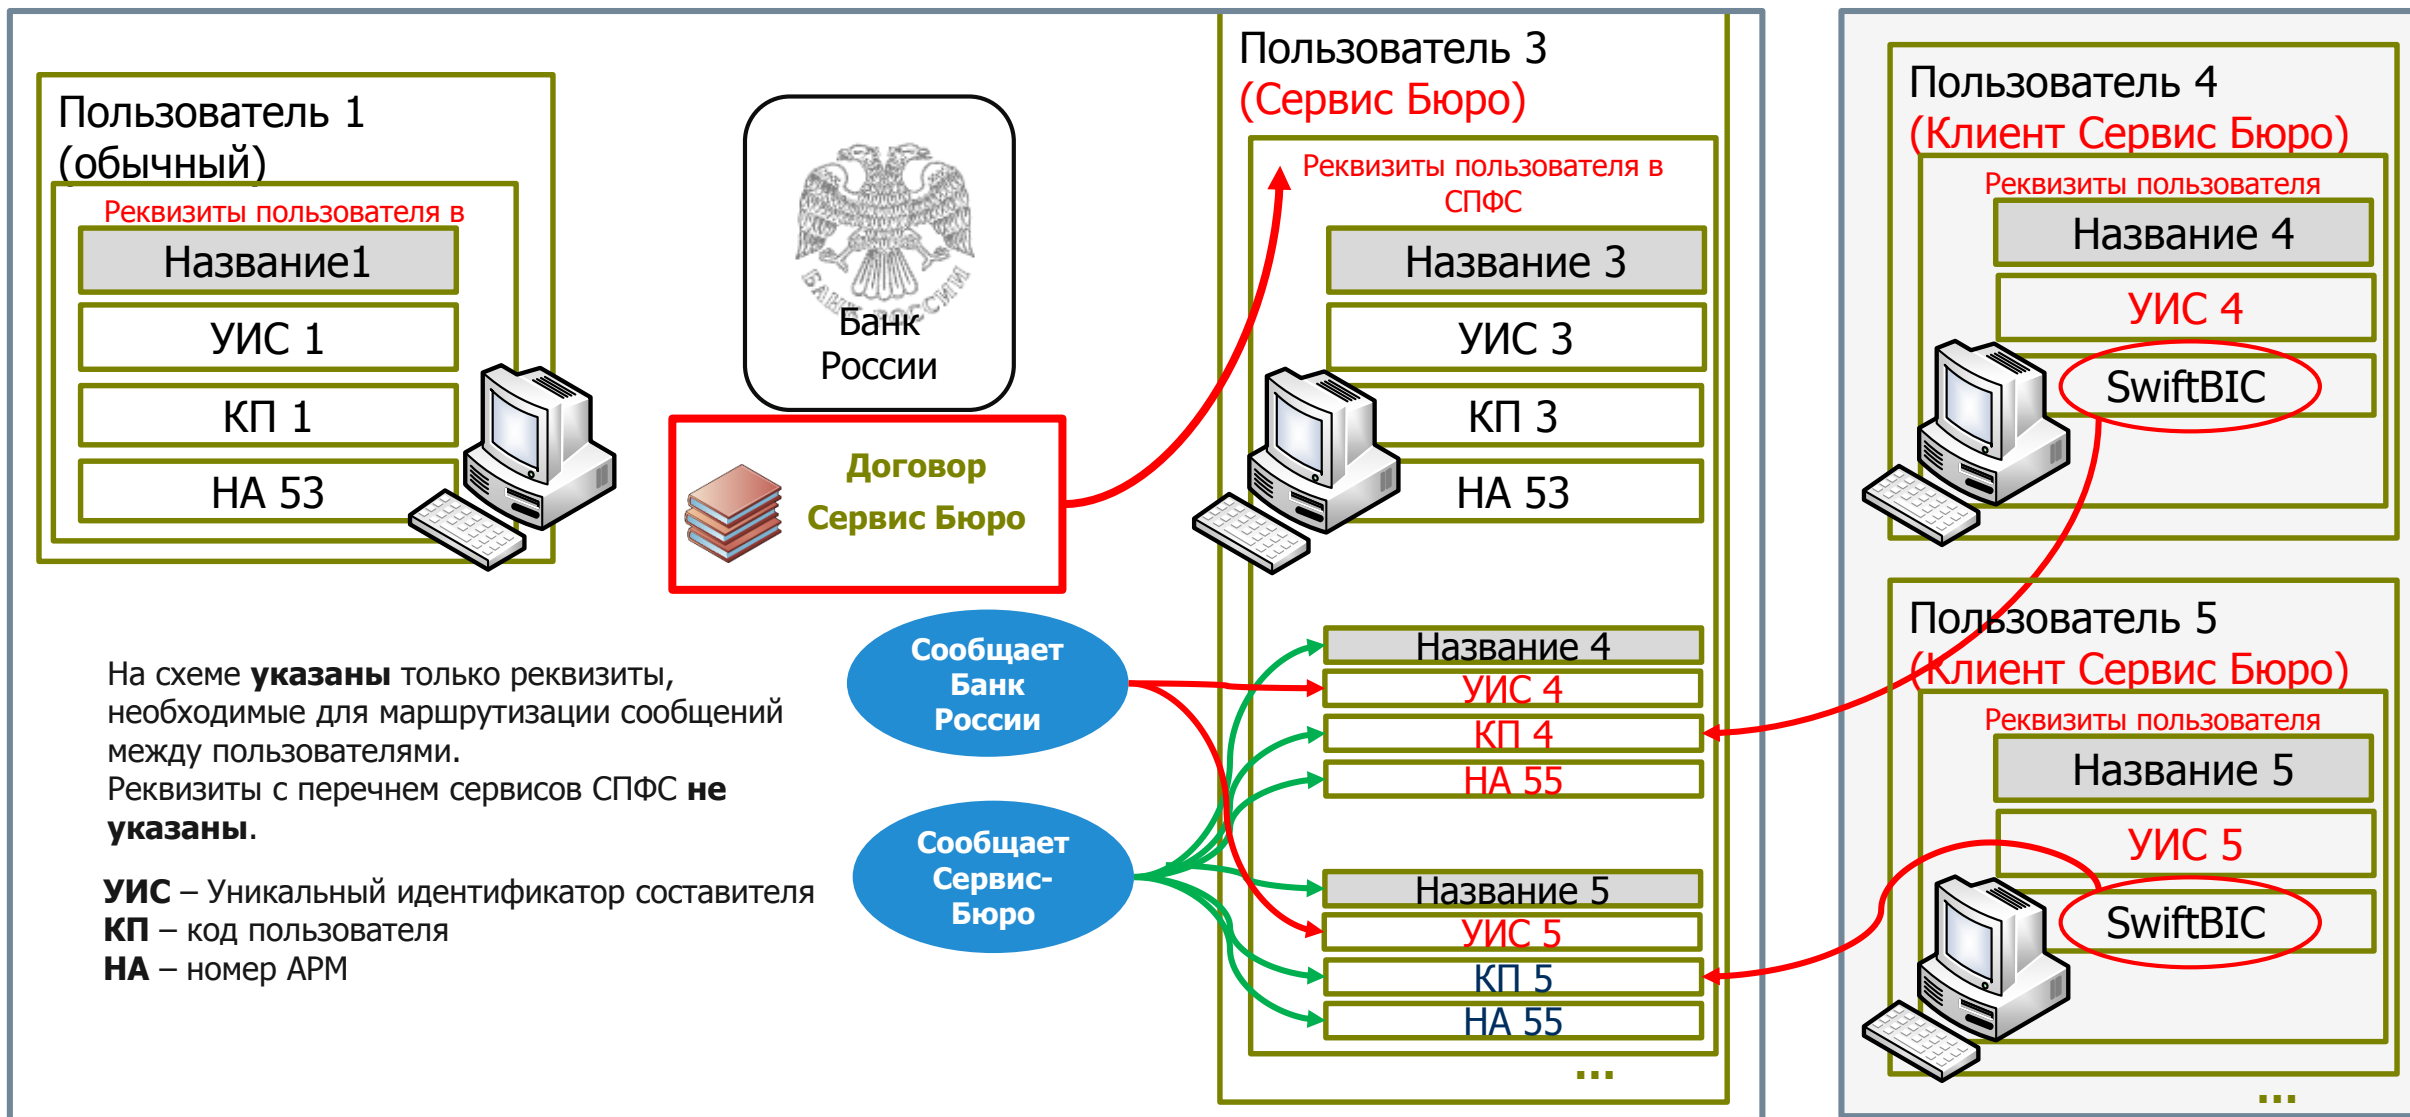 Пользователь 1
(обычный)
Реквизиты пользователя в
Название1
УИС 1
КП 1
НА 53
БАНК РОССИИ
Банк
России
Договор
Сервис Бюро
Сообщает
Банк
России
Сообщает
Сервис-
Бюро
На схеме указаны только реквизиты,
необходимые для маршрутизации сообщений
между пользователями.
Реквизиты с перечнем сервисов СПФС не
указаны.
УИС – Уникальный идентификатор составителя
КП – код пользователя
НА – номер АРМ
Пользователь 3
(Сервис Бюро)
Реквизиты пользователя в
СПФС
Название 3
УИС 3
КП 3
НА 53
Название 4
УИС 4
КП 4
НА 55
Название 5
УИС 5
КП 5
НА 55
...
Пользователь 4
(Клиент Сервис Бюро)
Реквизиты пользователя
Название 4
УИС 4
SwiftBIC
Пользователь 5
(Клиент Сервис Бюро)
Реквизиты пользователя
Название 5
УИС 5
SwiftBIC
...